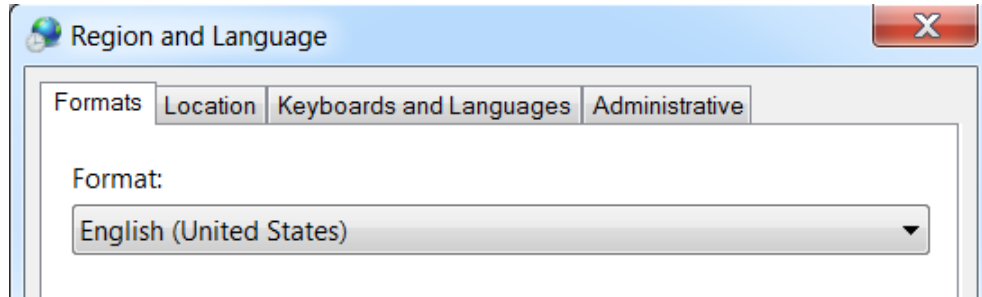 Region and Language
Formats Location Keyboards and Languages Administrative
Format:
English (United States)